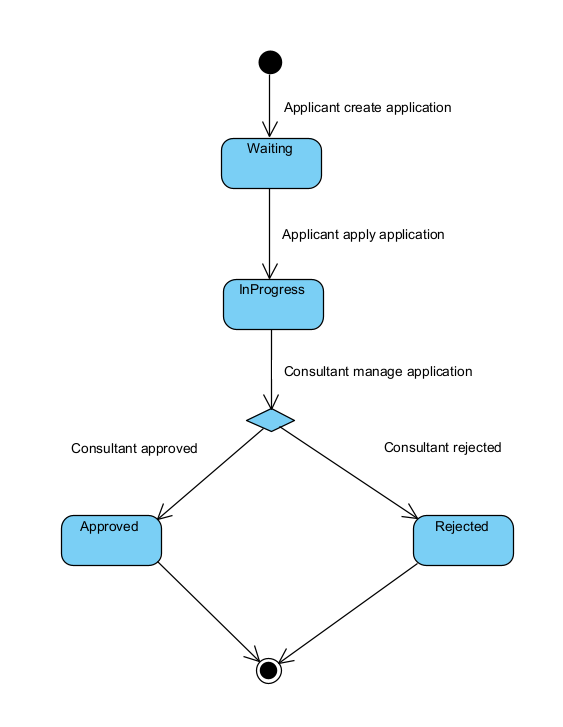 Applicant create application
Waiting
Applicant apply application
InProgress
Consultant manage application
Consultant approved
Consultant rejected
Approved
Rejected